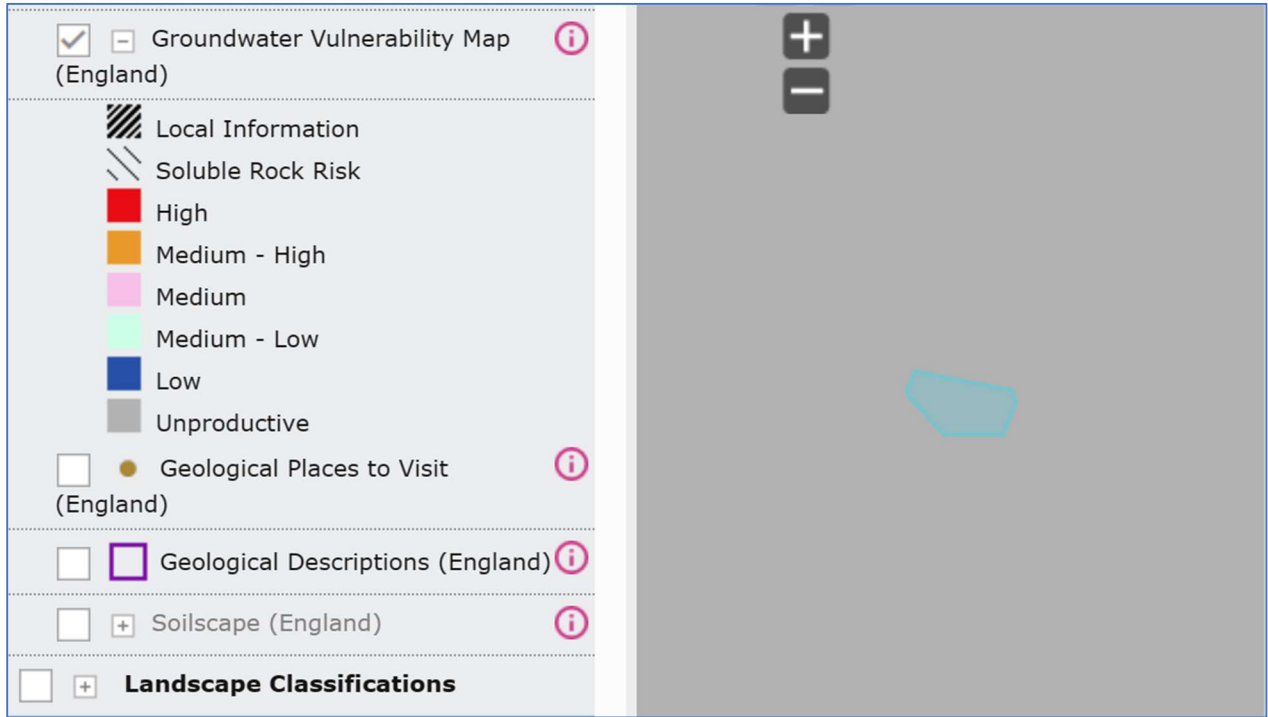 Groundwater Vulnerability Map
(England)
Local Information
Soluble Rock Risk
High
Medium - High
Medium
Medium - Low
Low
Unproductive
Geological Places to Visit
(England)
Geological Descriptions (England)
Soilscape (England)
Landscape Classifications